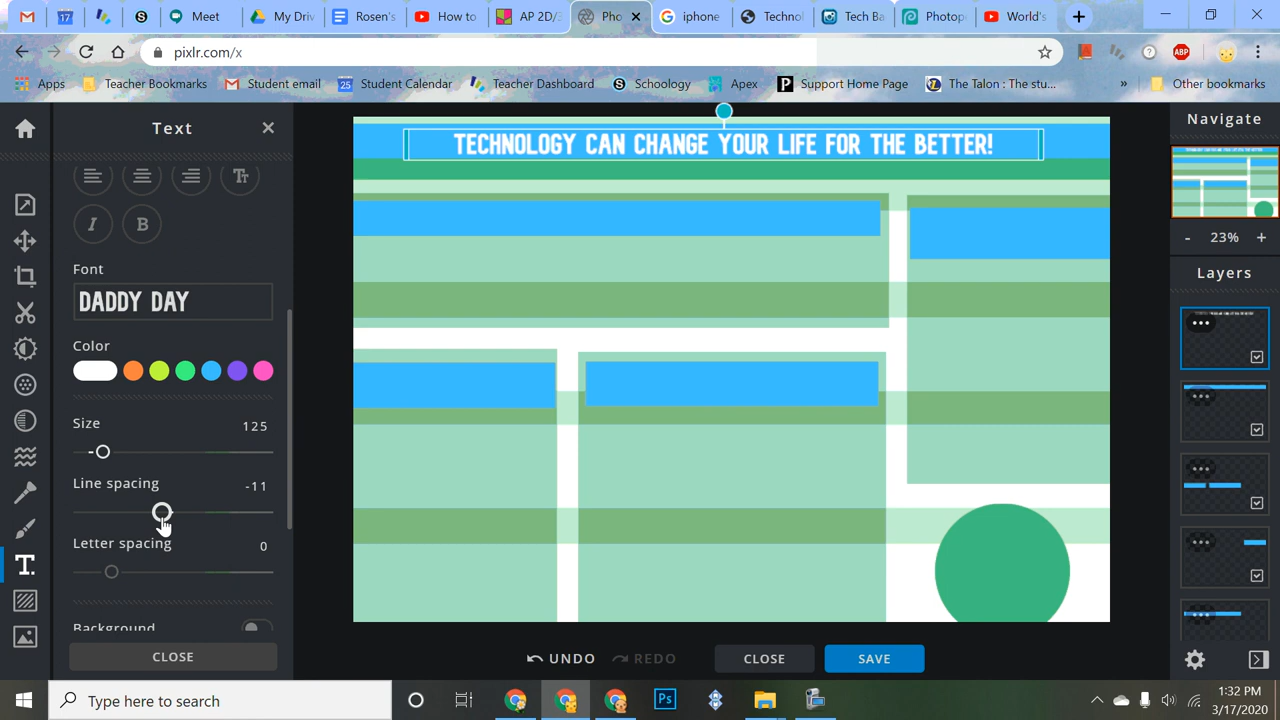 Meet
My Driv
Rosen's
How to
AP 2D/
Pho
iphone
Techno
Tech Ba
Photop
World
pixlr.com/x
ABP
Apps
Teacher Bookmarks
Student email
25
Student Calendar
Teacher Dashboard
Schoology
Apex
Support Home Page
The Talon : The stu...
»
Other bookmarks
Text
Font
DADDY DAY
Color
Size
125
Line spacing
-11
Letter spacing
0
Background
CLOSE
TECHNOLOGY CAN CHANGE YOUR LIFE FOR THE BETTER!
UNDO
REDO
CLOSE
SAVE
Navigate
- 23% +
Layers
Type here to search
Ps
1:32 PM
3/17/2020